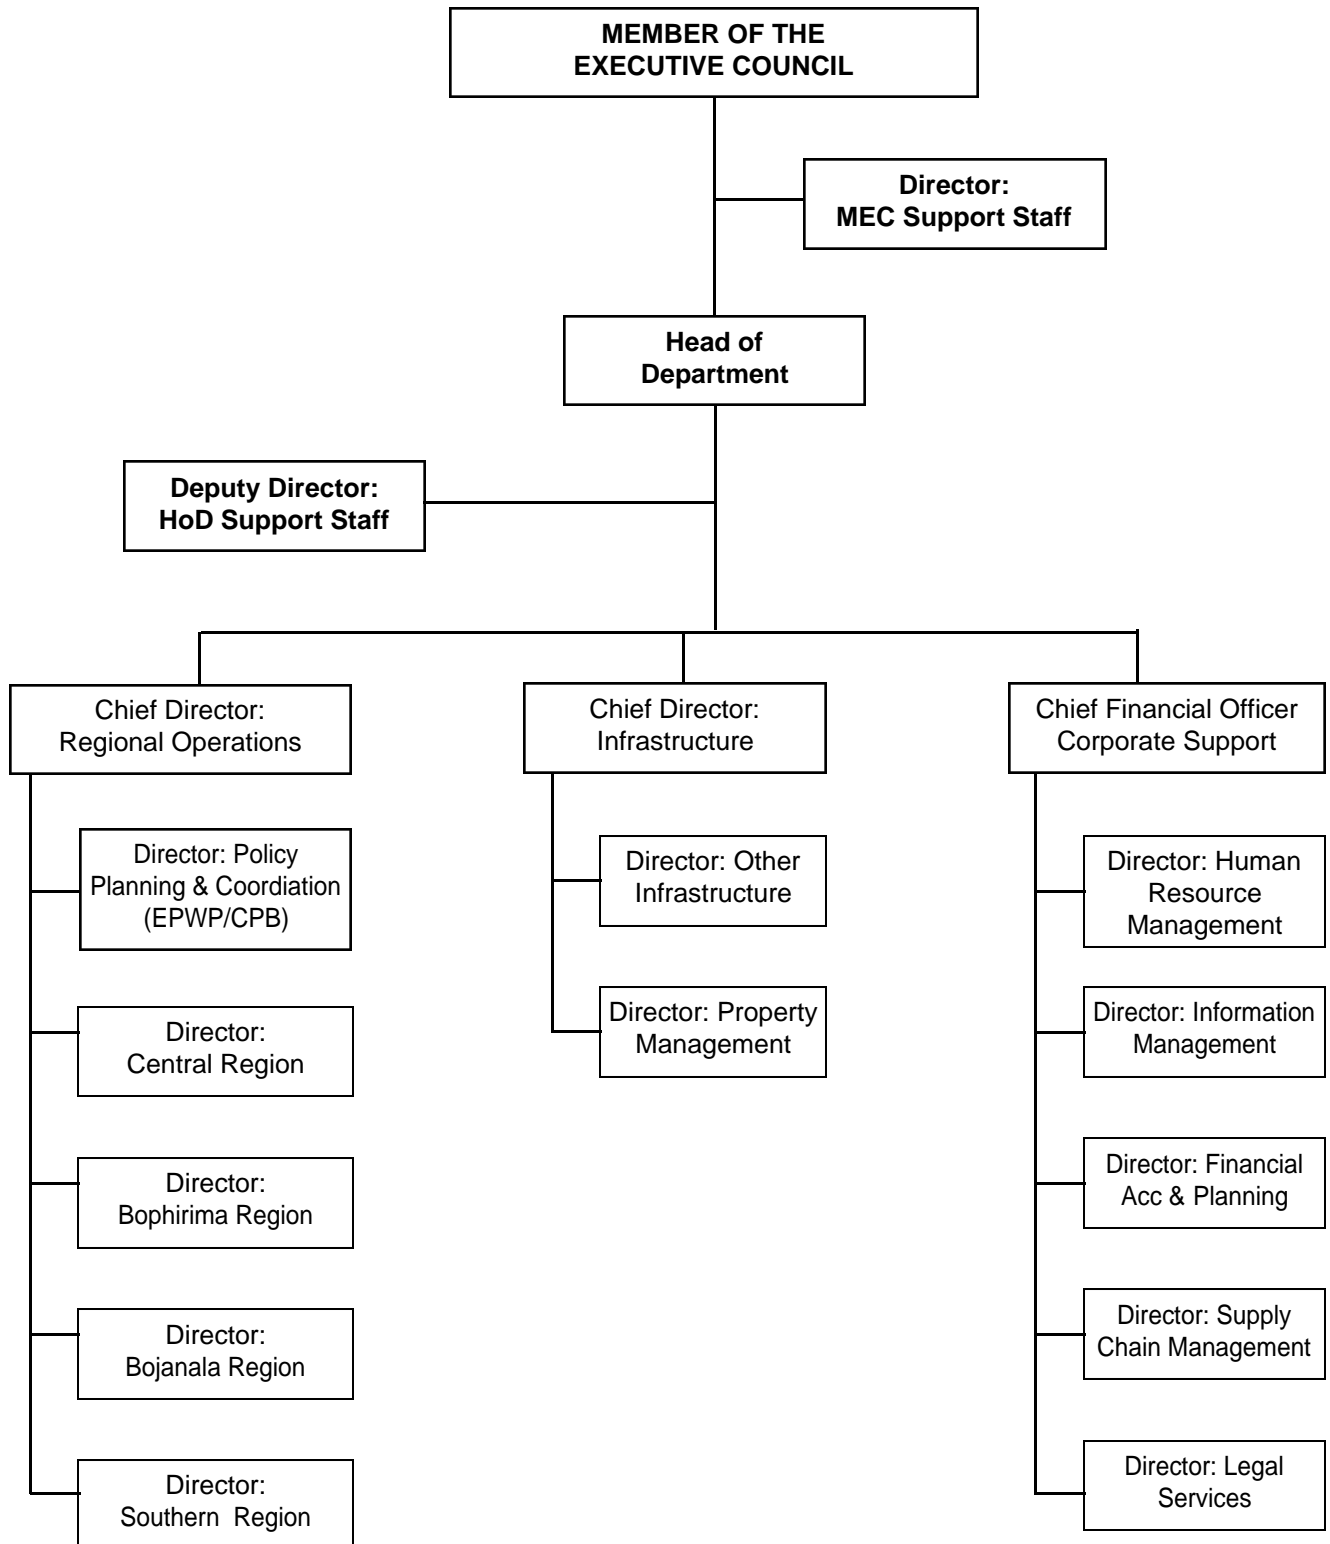 MEMBER OF THE
EXECUTIVE COUNCIL
Director:
MEC Support Staff
Head of
Department
Deputy Director:
HoD Support Staff
Chief Director:
Regional Operations
Director: Policy
Planning & Coordiation
(EPWP/CPB)
Director:
Central Region
Director:
Bophirima Region
Director:
Bojanala Region
Director:
Southern Region
Chief Director:
Infrastructure
Director: Other
Infrastructure
Director: Property
Management
Chief Financial Officer
Corporate Support
Director: Human
Resource
Management
Director: Information
Management
Director: Financial
Acc & Planning
Director: Supply
Chain Management
Director: Legal
Services